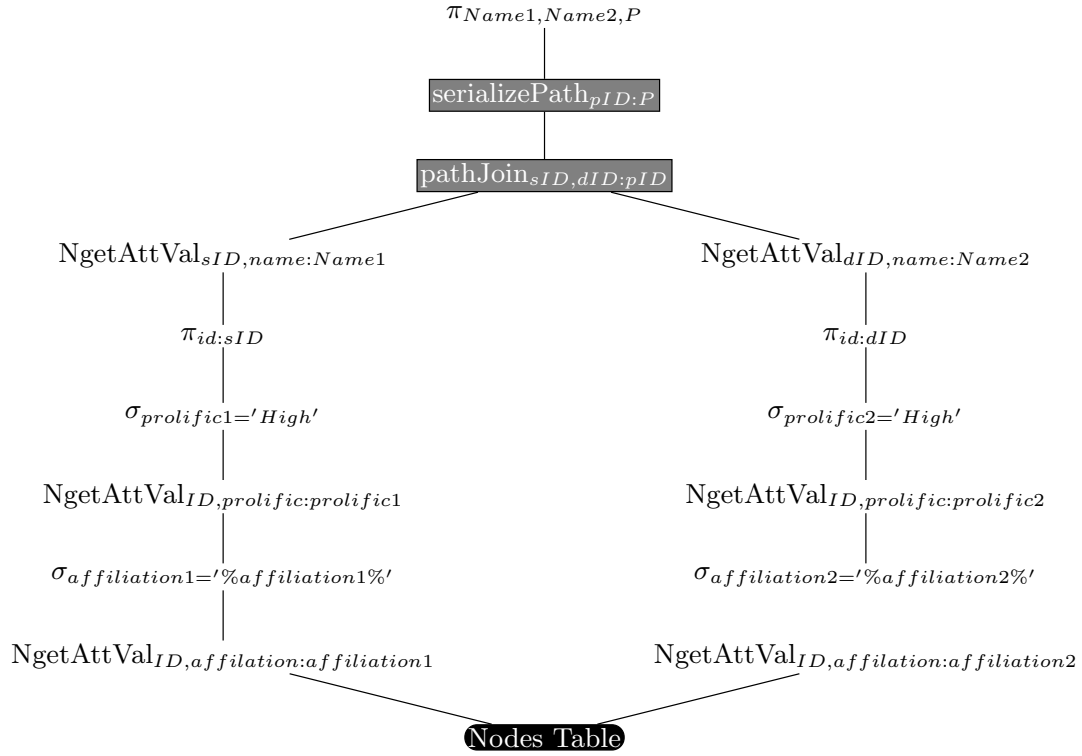 π_{Name1,Name2,P}
serializePath_{pID:P}
pathJoin_{sID,dID:pID}
NgetAttVal_{sID,name:Name1} NgetAttVal_{dID,name:Name2}
π_{id:sID} π_{id:dID}
σ_{prolific1='High'} σ_{prolific2='High'}
NgetAttVal_{ID,prolific:prolific1} NgetAttVal_{ID,prolific:prolific2}
σ_{affiliation1='%affiliation1%'} σ_{affiliation2='%affiliation2%'}
NgetAttVal_{ID,affilation:affiliation1} NgetAttVal_{ID,affilation:affiliation2}
Nodes Table